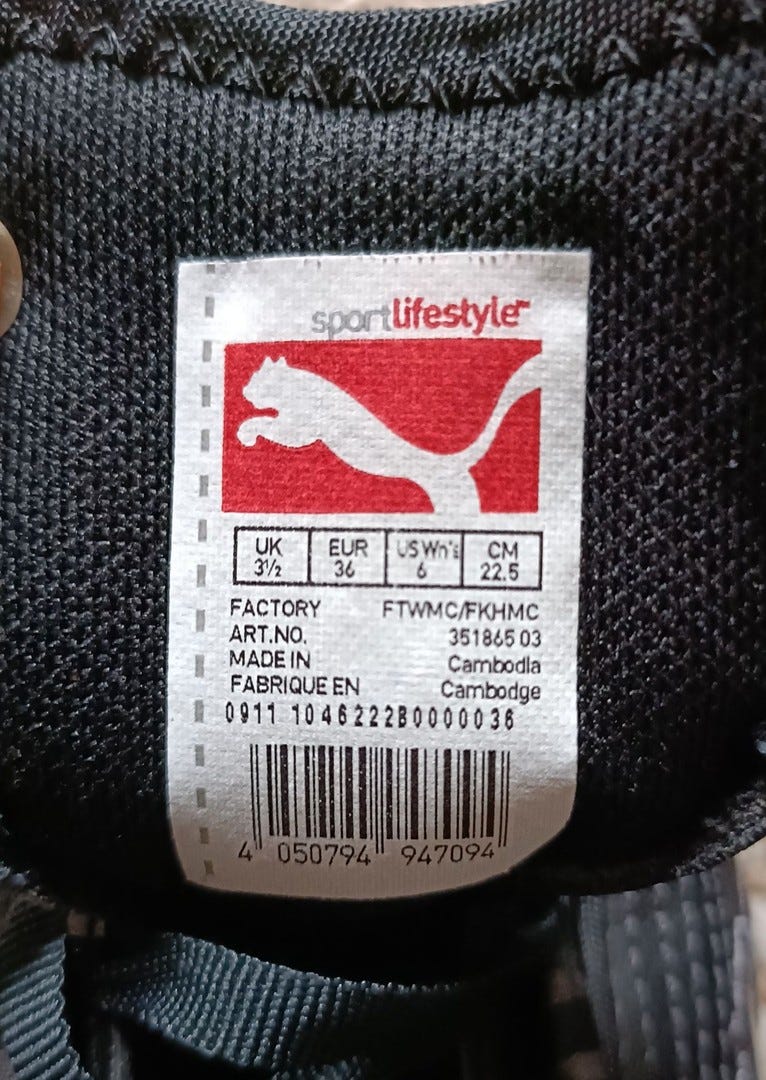 sportlifestyle™
UK EUR US Wn's CM
3½ 36 6 22.5
FACTORY FTWMC/FKHMC
ART.NO. 351865 03
MADE IN Cambodia
FABRIQUE EN Cambodge
0911 1046222B0000036
4 050794 947094